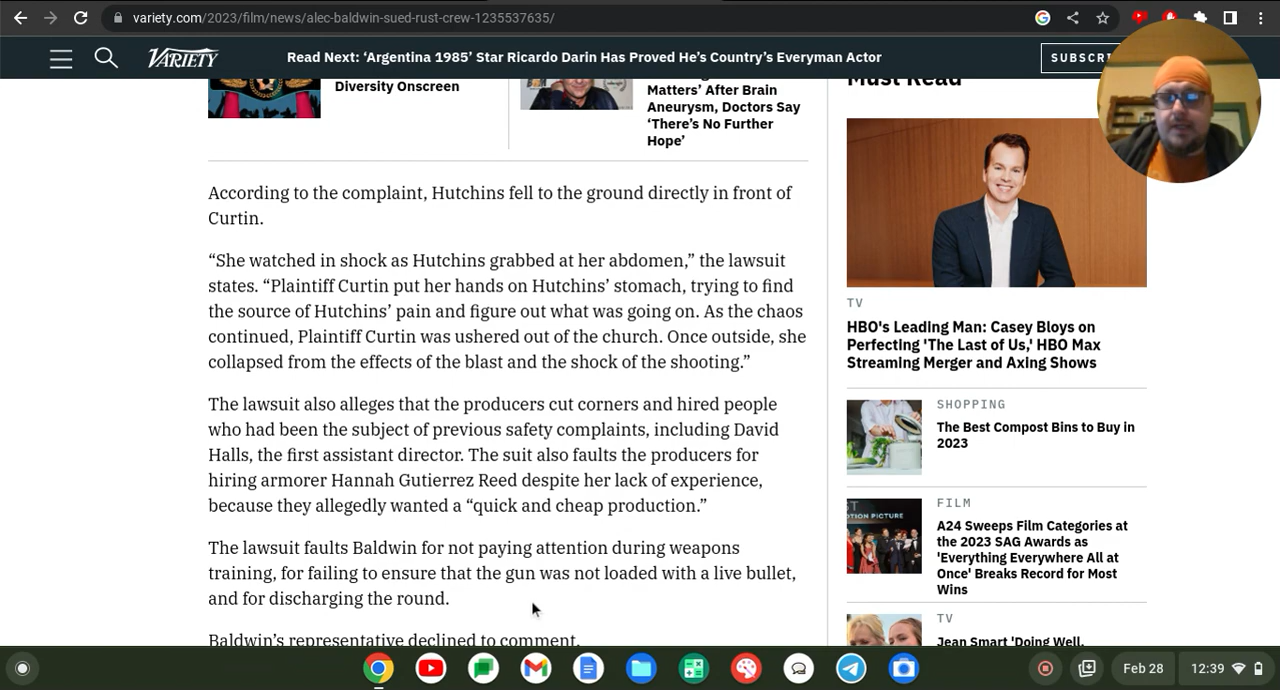 variety.com/2023/film/news/alec-baldwin-sued-rust-crew-1235537635/
VARIETY
Read Next: ‘Argentina 1985’ Star Ricardo Darin Has Proved He’s Country’s Everyman Actor
SUBSCRI
Diversity Onscreen
Matters’ After Brain
Aneurysm, Doctors Say
‘There’s No Further
Hope’
Must Read
According to the complaint, Hutchins fell to the ground directly in front of
Curtin.
“She watched in shock as Hutchins grabbed at her abdomen,” the lawsuit
states. “Plaintiff Curtin put her hands on Hutchins’ stomach, trying to find
the source of Hutchins’ pain and figure out what was going on. As the chaos
continued, Plaintiff Curtin was ushered out of the church. Once outside, she
collapsed from the effects of the blast and the shock of the shooting.”
The lawsuit also alleges that the producers cut corners and hired people
who had been the subject of previous safety complaints, including David
Halls, the first assistant director. The suit also faults the producers for
hiring armorer Hannah Gutierrez Reed despite her lack of experience,
because they allegedly wanted a “quick and cheap production.”
The lawsuit faults Baldwin for not paying attention during weapons
training, for failing to ensure that the gun was not loaded with a live bullet,
and for discharging the round.
Baldwin’s representative declined to comment.
TV
HBO's Leading Man: Casey Bloys on
Perfecting 'The Last of Us,' HBO Max
Streaming Merger and Axing Shows
SHOPPING
The Best Compost Bins to Buy in
2023
FILM
A24 Sweeps Film Categories at
the 2023 SAG Awards as
'Everything Everywhere All at
Once' Breaks Record for Most
Wins
OTION PICTURE
TV
Jean Smart 'Doing Well,
Feb 28
12:39